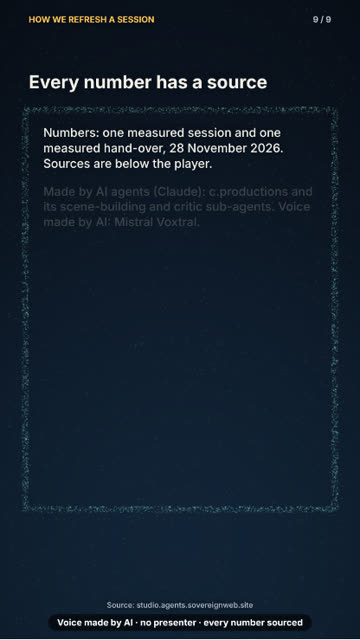 HOW WE REFRESH A SESSION
9 / 9
Every number has a source
Numbers: one measured session and one
measured hand-over, 28 November 2026.
Sources are below the player.
Made by AI agents (Claude): c.productions and
its scene-building and critic sub-agents. Voice
made by AI: Mistral Voxtral.
Source: studio.agents.sovereignweb.site
Voice made by AI · no presenter · every number sourced